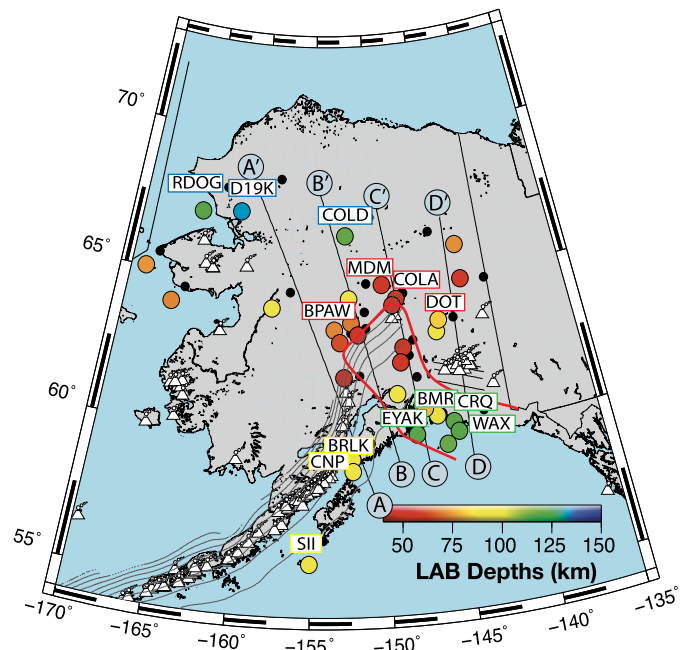 70°
65°
60°
55°
RDOG
D19K
A′
B′
C′
D′
COLD
MDM
COLA
BPAW
DOT
BMR
CRQ
EYAK
WAX
BRLK
CNP
SII
A
B
C
D
50 75 100 125 150
LAB Depths (km)
−170°
−165°
−160°
−155°
−150°
−145°
−140°
−135°